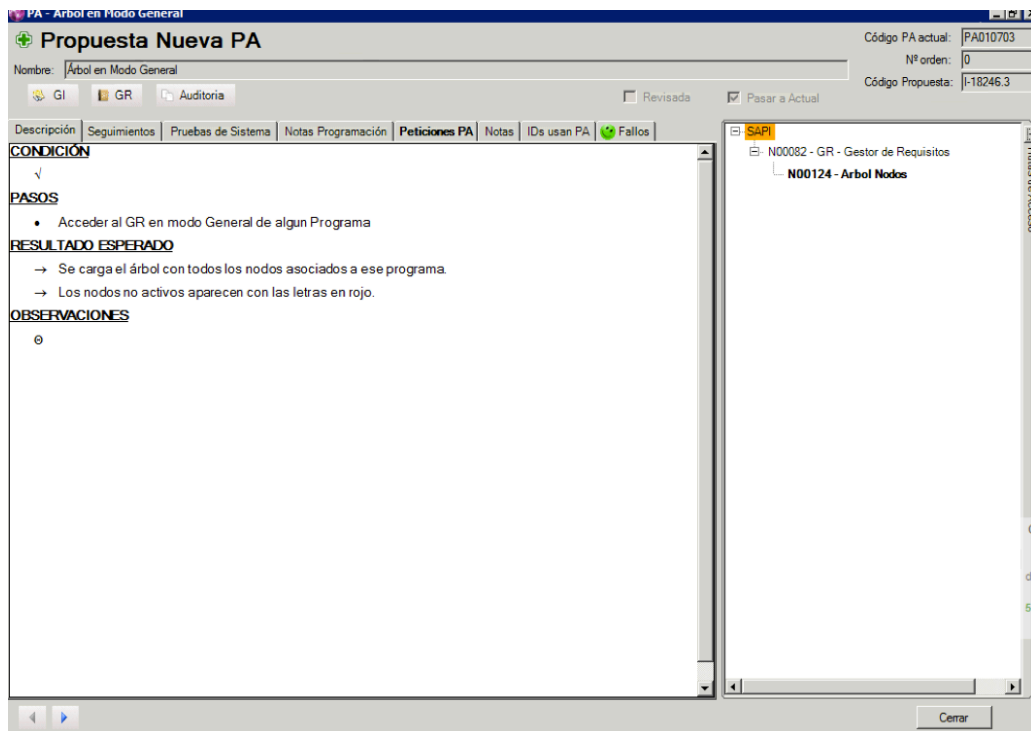 PA - Árbol en Modo General
Propuesta Nueva PA
Código PA actual: PA010703
Nº orden: 0
Nombre: Árbol en Modo General
Código Propuesta: I-18246.3
GI GR Auditoria Revisada Pasar a Actual
Descripción Seguimientos Pruebas de Sistema Notas Programación Peticiones PA Notas IDs usan PA Fallos
CONDICIÓN
√
PASOS
• Acceder al GR en modo General de algun Programa
RESULTADO ESPERADO
→ Se carga el árbol con todos los nodos asociados a ese programa.
→ Los nodos no activos aparecen con las letras en rojo.
OBSERVACIONES
Θ
SAPI
N00082 - GR - Gestor de Requisitos
N00124 - Arbol Nodos
Cerrar